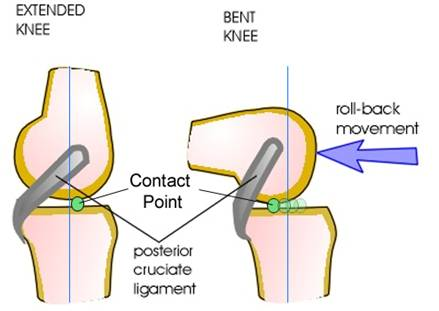 EXTENDED
KNEE
BENT
KNEE
roll-back
movement
Contact
Point
posterior
cruciate
ligament